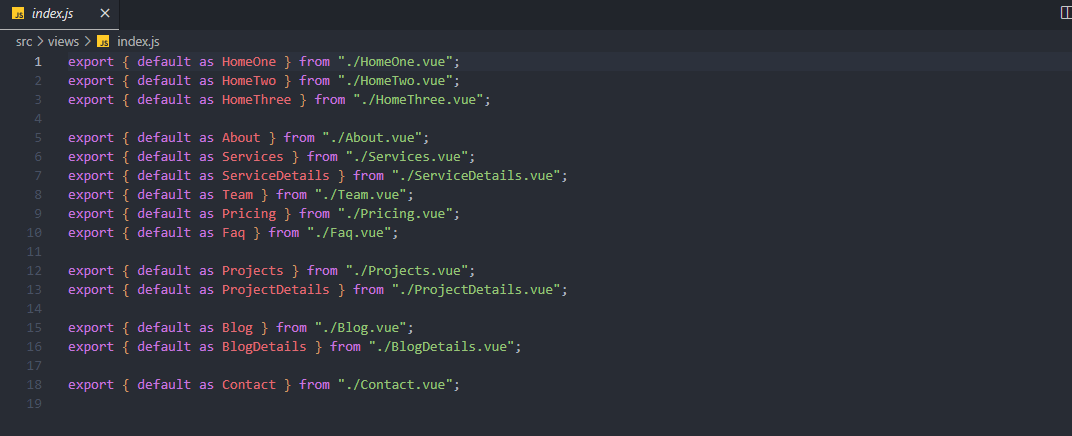 JS index.js ×
src > views > JS index.js
1 export { default as HomeOne } from "./HomeOne.vue";
2 export { default as HomeTwo } from "./HomeTwo.vue";
3 export { default as HomeThree } from "./HomeThree.vue";
4
5 export { default as About } from "./About.vue";
6 export { default as Services } from "./Services.vue";
7 export { default as ServiceDetails } from "./ServiceDetails.vue";
8 export { default as Team } from "./Team.vue";
9 export { default as Pricing } from "./Pricing.vue";
10 export { default as Faq } from "./Faq.vue";
11
12 export { default as Projects } from "./Projects.vue";
13 export { default as ProjectDetails } from "./ProjectDetails.vue";
14
15 export { default as Blog } from "./Blog.vue";
16 export { default as BlogDetails } from "./BlogDetails.vue";
17
18 export { default as Contact } from "./Contact.vue";
19